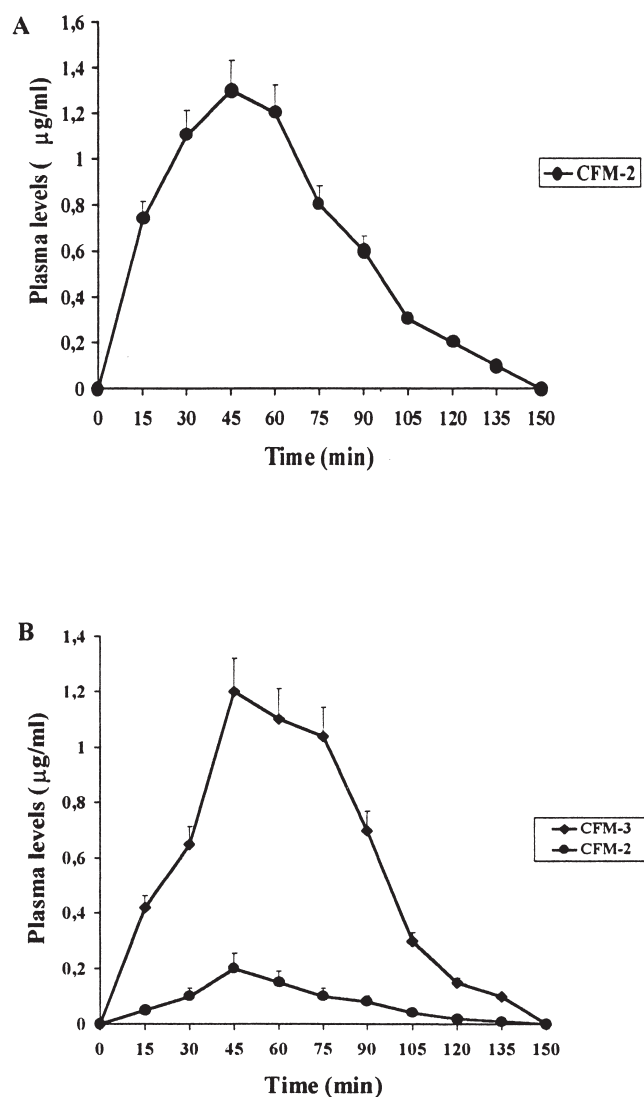 A
1,6
1,4
1,2
1
0,8
0,6
0,4
0,2
0
Plasma levels ( µg/ml)
CFM-2
0 15 30 45 60 75 90 105 120 135 150
Time (min)
B
1,4
1,2
1
0,8
0,6
0,4
0,2
0
Plasma levels (µg/ml)
CFM-3
CFM-2
0 15 30 45 60 75 90 105 120 135 150
Time (min)